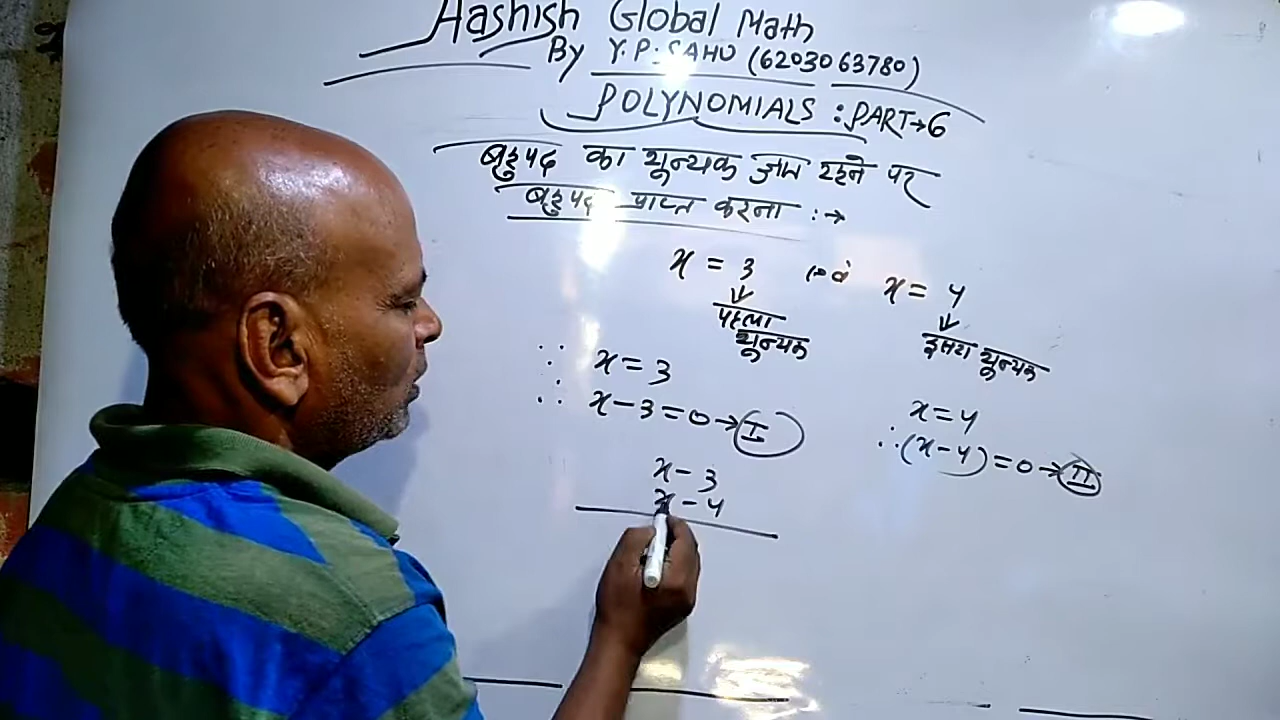 Aashish Global Math
By Y.P. SAHU (6203063780)
POLYNOMIALS : PART→6
बहुपद का शून्यक ज्ञात रहने पर
बहुपद प्राप्त करना :→
x = 3 एवं x = 4
पहला शून्यक
दूसरा शून्यक
∵ x = 3
∴ x - 3 = 0 → I
x = 4
∴ (x - 4) = 0 → II
x - 3
x - 4